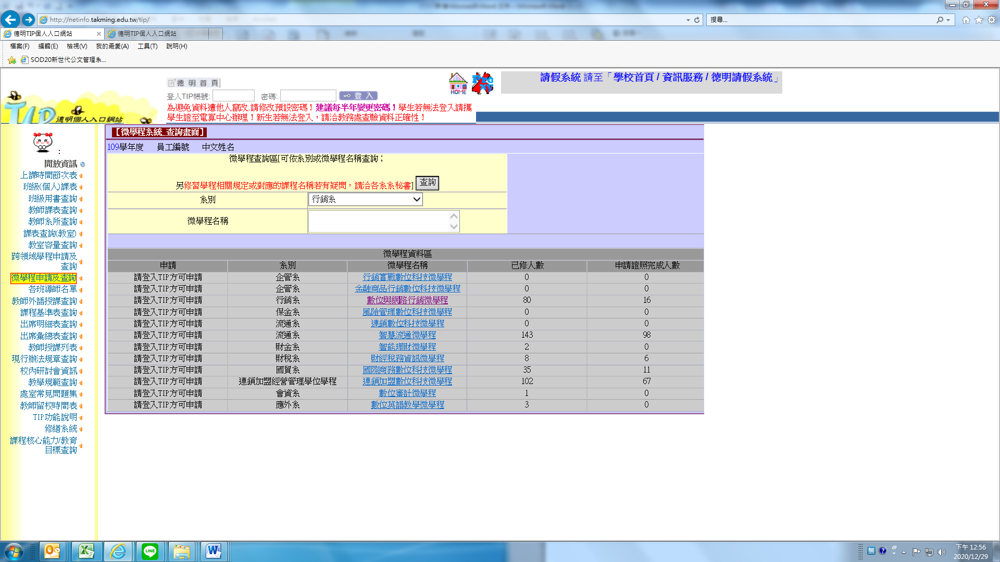 http://netinfo.takming.edu.tw/tip/
搜尋...
德明TIP個人入口網站
德明TIP個人入口網站
檔案(F) 編輯(E) 檢視(V) 我的最愛(A) 工具(T) 說明(H)
SOD20新世代公文管理系...
德明首頁
登入TIP帳號: 密碼: 登入
為避免資料遭他人竄改,請修改預設密碼！建議每半年變更密碼！學生若無法登入請攜
學生證至電算中心辦理！新生若無法登入，請洽教務處查驗資料正確性！
HOME
請假系統 請至「學校首頁 / 資訊服務 / 德明請假系統」
TIP 德明個人入口網站
:
開放資訊
上課時間節次表
班級(個人)課表
班級用書查詢
教師課表查詢
教師系所查詢
課表查詢(教室)
教室容量查詢
跨領域學程申請及
查詢
微學程申請及查詢
各班導師名單
教師外語授課查詢
課程基準表查詢
出席明細表查詢
出席彙總表查詢
教師授課列表
現行辦法規章查詢
校內研討會資訊
教學規範查詢
處室常見問題集
教師留校時間表
TIP功能說明
修繕系統
課程核心能力/教育
目標查詢
【微學程系統_查詢畫面】
109學年度 員工編號 中文姓名
微學程查詢區[可依系別或微學程名稱查詢；
另修習學程相關規定或對應的課程名稱若有疑問，請洽各系系秘書] 查詢
系別 行銷系
微學程名稱
微學程資料區
申請 系別 微學程名稱 已修人數 申請證照完成人數
請登入TIP方可申請 企管系 行銷實戰數位科技微學程 0 0
請登入TIP方可申請 企管系 金融商品行銷數位科技微學程 0 0
請登入TIP方可申請 行銷系 數位與網路行銷微學程 80 16
請登入TIP方可申請 保金系 風險管理數位科技微學程 0 0
請登入TIP方可申請 流通系 連鎖數位科技微學程 0 0
請登入TIP方可申請 流通系 智慧流通微學程 143 98
請登入TIP方可申請 財金系 智能理財微學程 2 0
請登入TIP方可申請 財稅系 財經稅務資訊微學程 8 6
請登入TIP方可申請 國貿系 國際商務數位科技微學程 35 11
請登入TIP方可申請 連鎖加盟經營管理學位學程 連鎖加盟數位科技微學程 102 67
請登入TIP方可申請 會資系 數位審計微學程 1 0
請登入TIP方可申請 應外系 數位英語教學微學程 3 0
LINE
無
下午 12:56
2020/12/29